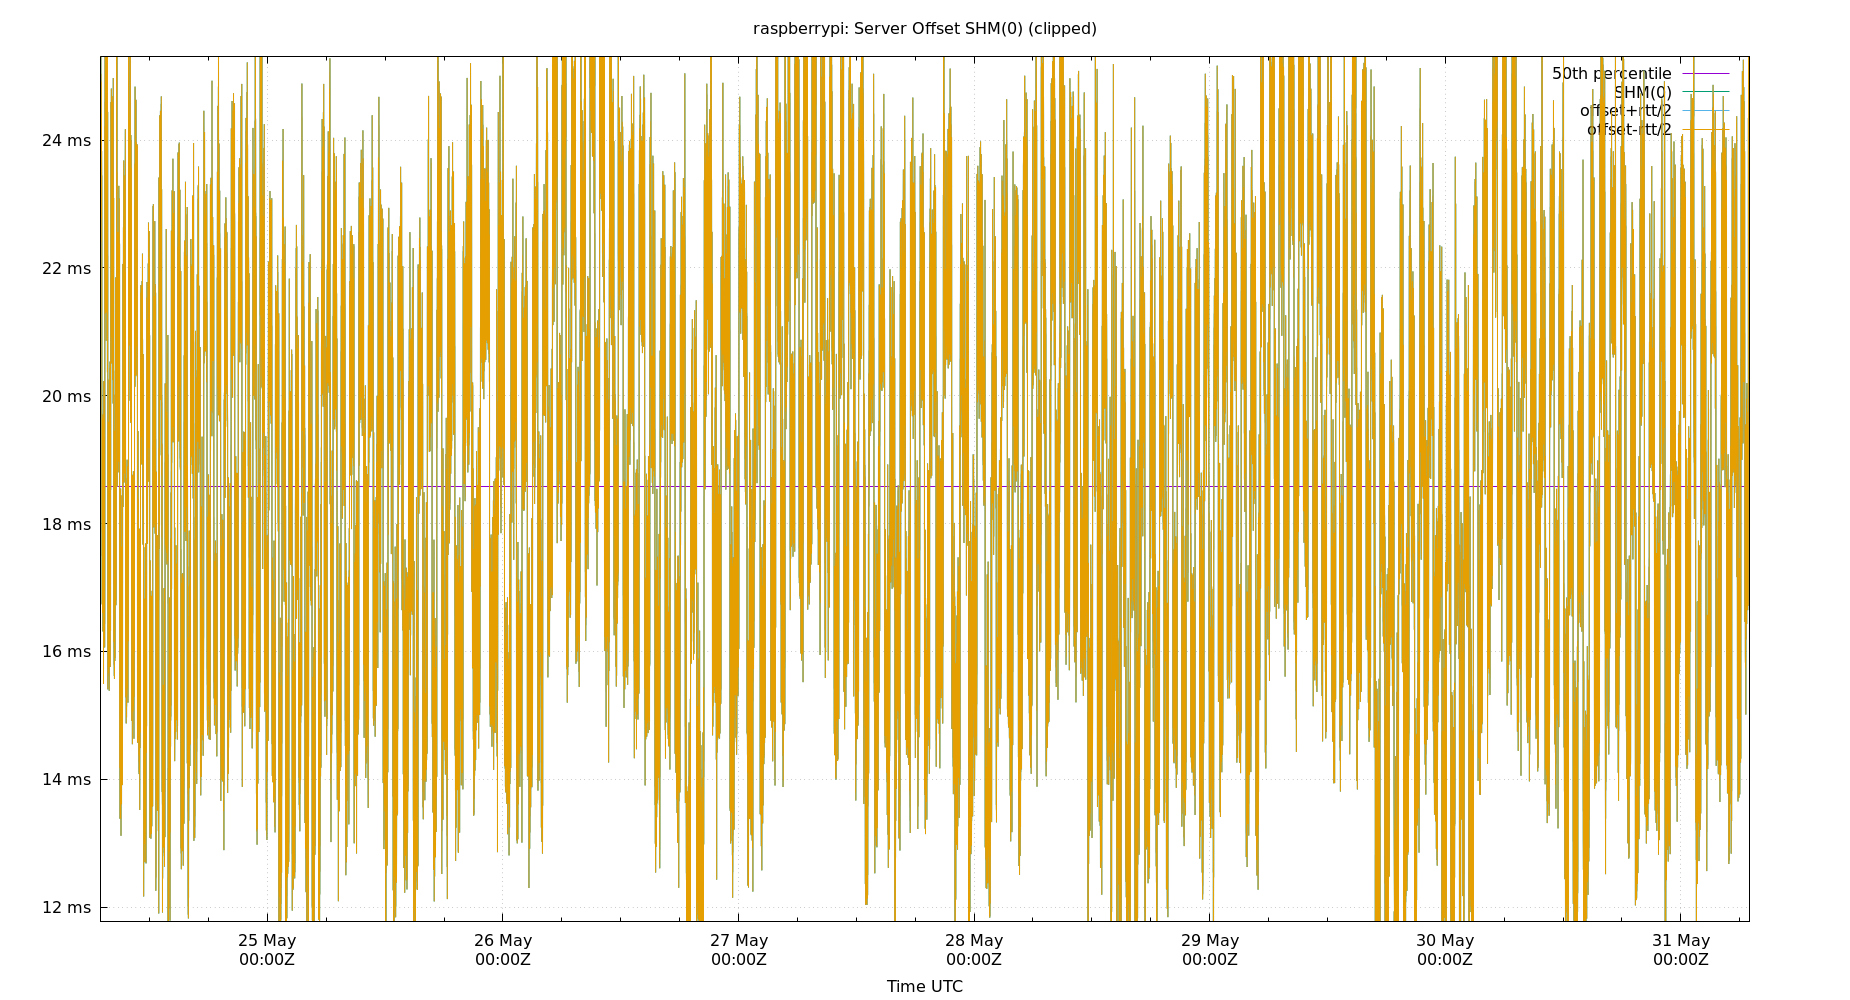 raspberrypi: Server Offset SHM(0) (clipped)
50th percentile
SHM(0)
offset+rtt/2
offset-rtt/2
24 ms
22 ms
20 ms
18 ms
16 ms
14 ms
12 ms
25 May 26 May 27 May 28 May 29 May 30 May 31 May
00:00Z 00:00Z 00:00Z 00:00Z 00:00Z 00:00Z 00:00Z
Time UTC